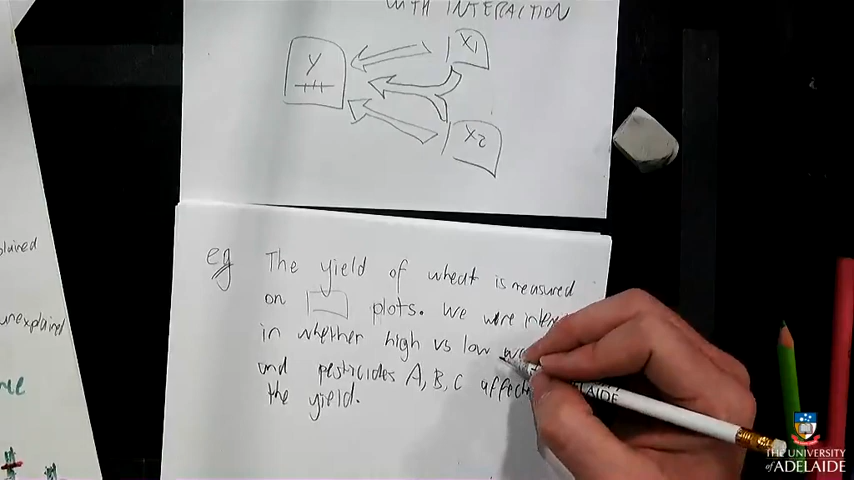 WITH INTERACTION
Y
X1
X2
eg The yield of wheat is measured
on plots. We were
in whether high vs low
and pesticides A, B, C affect
the yield.
plained
unexplained
THE UNIVERSITY
of ADELAIDE